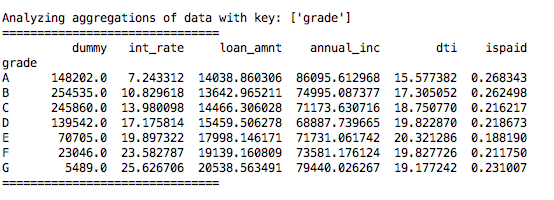 Analyzing aggregations of data with key: ['grade']
===============================
dummy int_rate loan_amnt annual_inc dti ispaid
grade
A 148202.0 7.243312 14038.860306 86095.612968 15.577382 0.268343
B 254535.0 10.829618 13642.965211 74995.087377 17.305052 0.262498
C 245860.0 13.980098 14466.306028 71173.630716 18.750770 0.216217
D 139542.0 17.175814 15459.506278 68887.739665 19.822870 0.218673
E 70705.0 19.897322 17998.146171 71731.061742 20.321286 0.188190
F 23046.0 23.582787 19139.160809 73581.176124 19.827726 0.211750
G 5489.0 25.626706 20538.563491 79440.026267 19.177242 0.231007
===============================